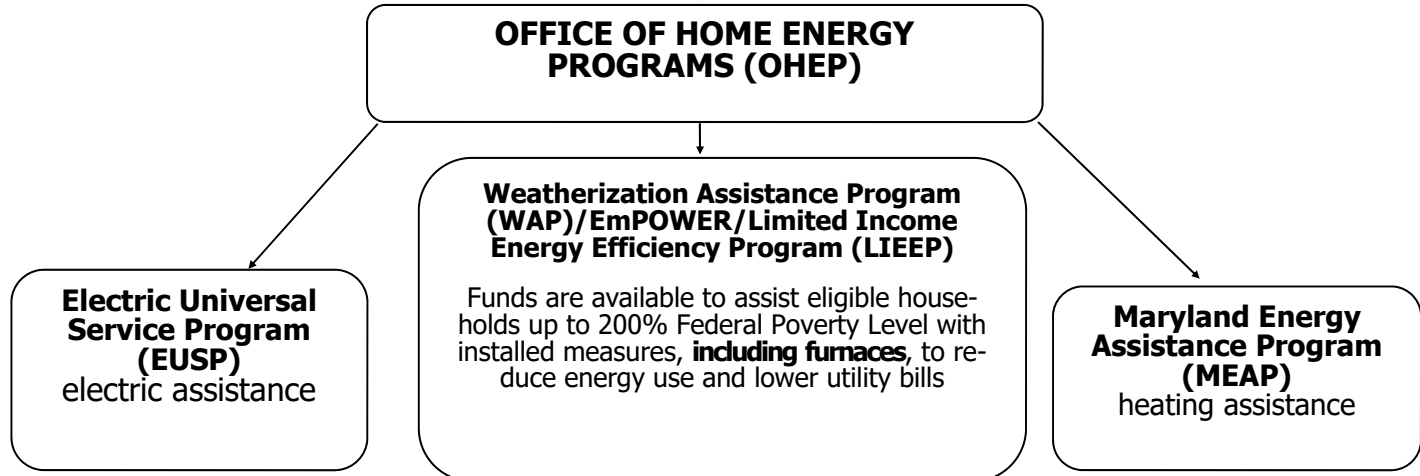 OFFICE OF HOME ENERGY
PROGRAMS (OHEP)
Weatherization Assistance Program
(WAP)/EmPOWER/Limited Income
Energy Efficiency Program (LIEEP)
Funds are available to assist eligible house-
holds up to 200% Federal Poverty Level with
installed measures, including furnaces, to re-
duce energy use and lower utility bills
Electric Universal
Service Program
(EUSP)
electric assistance
Maryland Energy
Assistance Program
(MEAP)
heating assistance